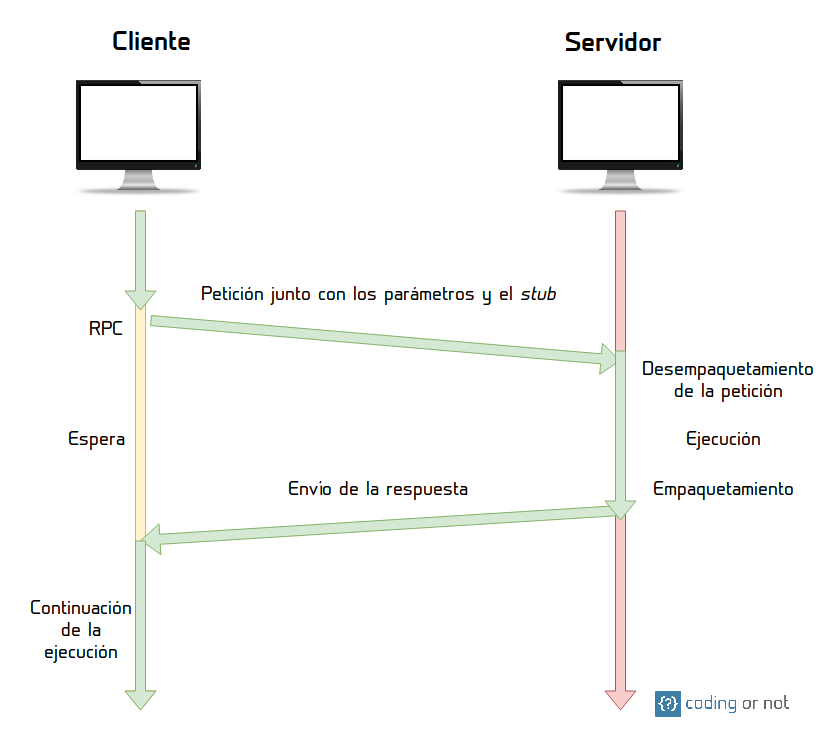 Cliente
Servidor
Petición junto con los parámetros y el stub
RPC
Desempaquetamiento
de la petición
Espera
Ejecución
Envío de la respuesta
Empaquetamiento
Continuación
de la
ejecución
{?} coding or not